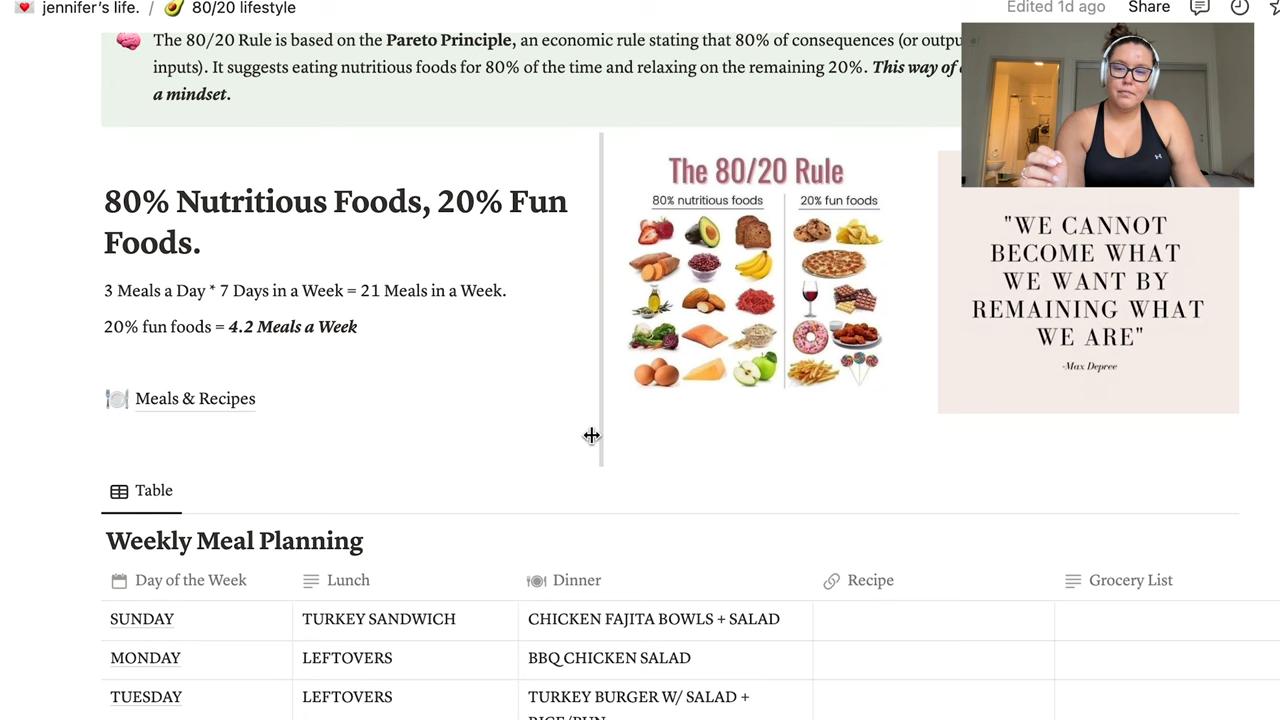 jennifer's life. / 80/20 lifestyle
Edited 1d ago Share
The 80/20 Rule is based on the Pareto Principle, an economic rule stating that 80% of consequences (or outpu
inputs). It suggests eating nutritious foods for 80% of the time and relaxing on the remaining 20%. This way of
a mindset.
80% Nutritious Foods, 20% Fun
Foods.
3 Meals a Day * 7 Days in a Week = 21 Meals in a Week.
20% fun foods = 4.2 Meals a Week
Meals & Recipes
The 80/20 Rule
80% nutritious foods 20% fun foods
"WE CANNOT
BECOME WHAT
WE WANT BY
REMAINING WHAT
WE ARE"
-Max Depree
Table
Weekly Meal Planning
Day of the Week Lunch Dinner Recipe Grocery List
SUNDAY TURKEY SANDWICH CHICKEN FAJITA BOWLS + SALAD
MONDAY LEFTOVERS BBQ CHICKEN SALAD
TUESDAY LEFTOVERS TURKEY BURGER W/ SALAD +
RICE/BUN